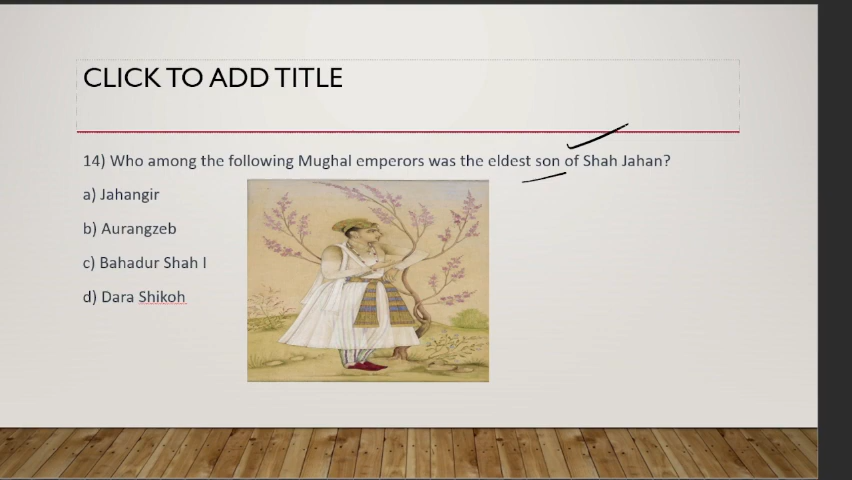 CLICK TO ADD TITLE
14) Who among the following Mughal emperors was the eldest son of Shah Jahan?
a) Jahangir
b) Aurangzeb
c) Bahadur Shah I
d) Dara Shikoh